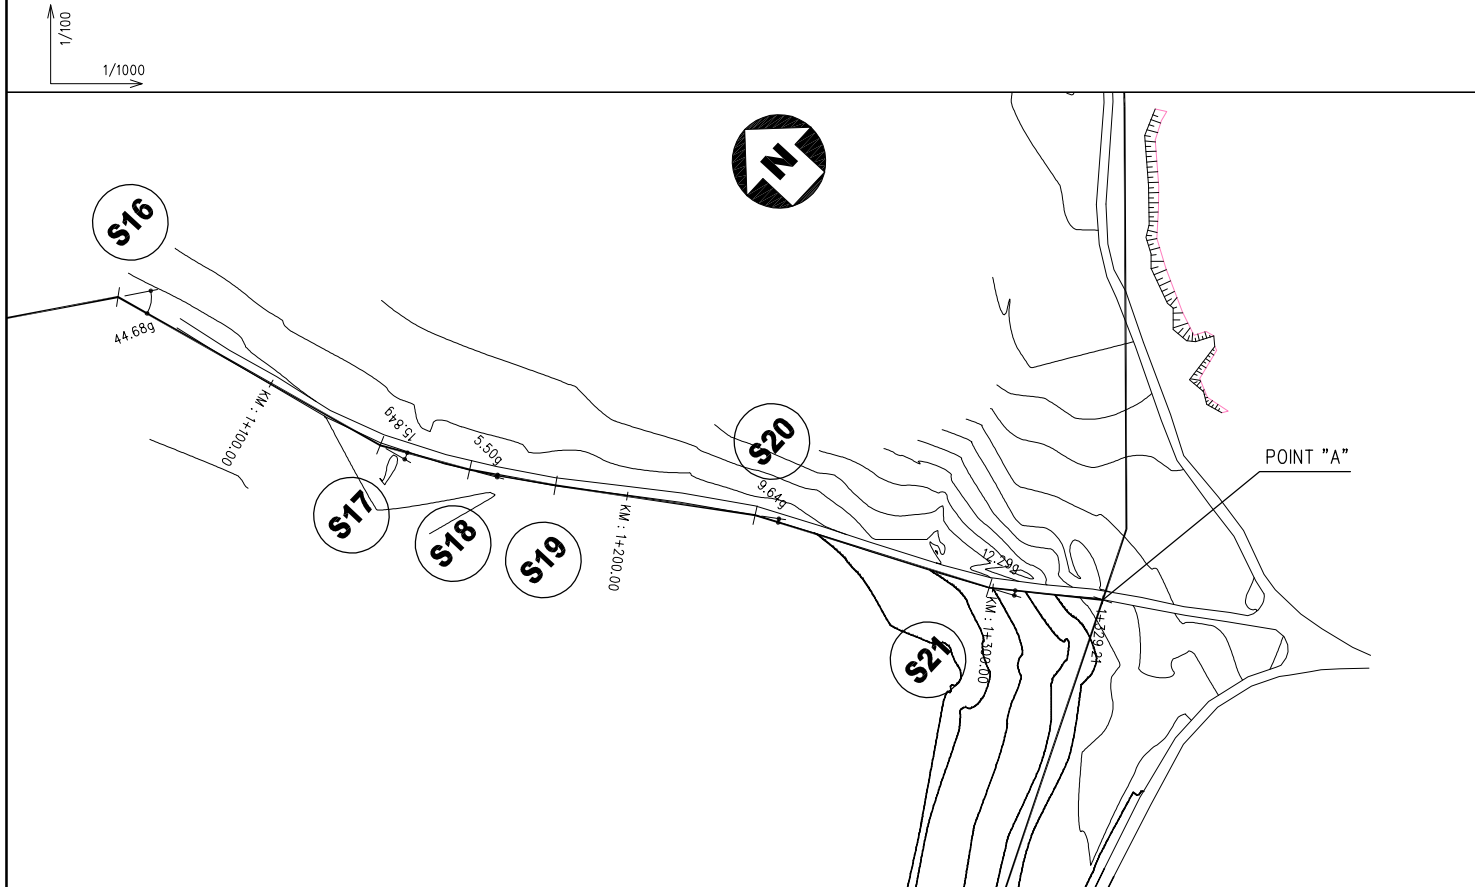 1/100
1/1000
N
S16
44.68g
KM : 1+100.00
15.84g
5.50g
S17
S18
S19
KM : 1+200.00
S20
9.64g
12.29g
S21
KM : 1+300.00
1+329.21
POINT "A"